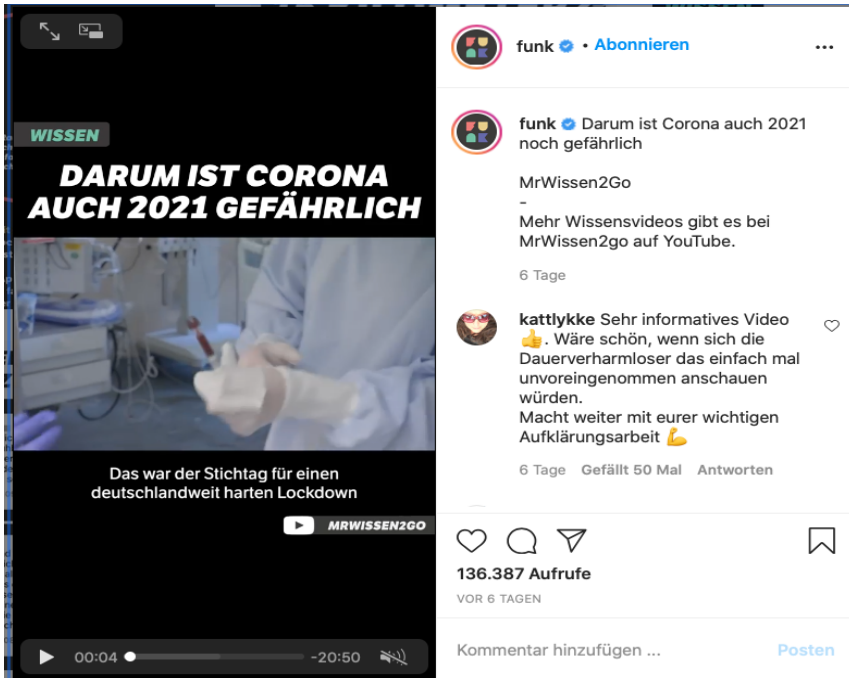 WISSEN
DARUM IST CORONA
AUCH 2021 GEFÄHRLICH
Das war der Stichtag für einen
deutschlandweit harten Lockdown
MRWISSEN2GO
00:04
-20:50
funk • Abonnieren
funk Darum ist Corona auch 2021
noch gefährlich
MrWissen2Go
-
Mehr Wissensvideos gibt es bei
MrWissen2go auf YouTube.
6 Tage
kattlykke Sehr informatives Video
👍. Wäre schön, wenn sich die
Dauerverharmloser das einfach mal
unvoreingenommen anschauen
würden.
Macht weiter mit eurer wichtigen
Aufklärungsarbeit 💪
6 Tage Gefällt 50 Mal Antworten
136.387 Aufrufe
VOR 6 TAGEN
Kommentar hinzufügen ...
Posten